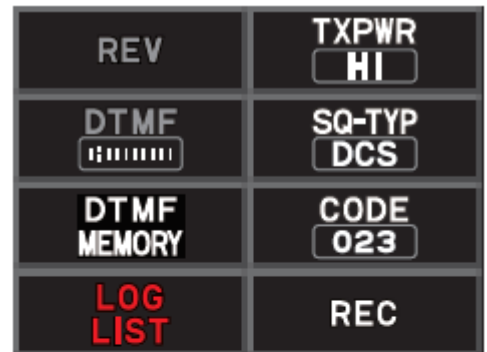 REV
TXPWR
HI
DTMF
SQ-TYP
DCS
DTMF
MEMORY
CODE
023
LOG
LIST
REC